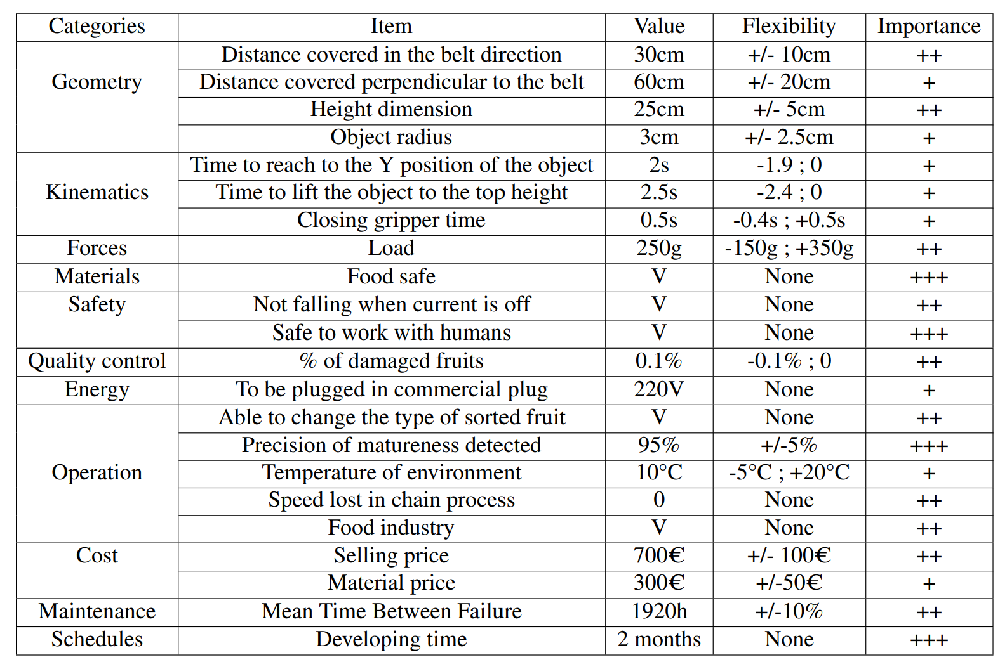 Categories Item Value Flexibility Importance
Distance covered in the belt direction 30cm +/- 10cm ++
Geometry Distance covered perpendicular to the belt 60cm +/- 20cm +
Height dimension 25cm +/- 5cm ++
Object radius 3cm +/- 2.5cm +
Time to reach to the Y position of the object 2s -1.9 ; 0 +
Kinematics Time to lift the object to the top height 2.5s -2.4 ; 0 +
Closing gripper time 0.5s -0.4s ; +0.5s +
Forces Load 250g -150g ; +350g ++
Materials Food safe V None +++
Safety Not falling when current is off V None ++
Safe to work with humans V None +++
Quality control % of damaged fruits 0.1% -0.1% ; 0 ++
Energy To be plugged in commercial plug 220V None +
Able to change the type of sorted fruit V None ++
Precision of matureness detected 95% +/-5% +++
Operation Temperature of environment 10°C -5°C ; +20°C +
Speed lost in chain process 0 None ++
Food industry V None ++
Cost Selling price 700€ +/- 100€ ++
Material price 300€ +/-50€ +
Maintenance Mean Time Between Failure 1920h +/-10% ++
Schedules Developing time 2 months None +++